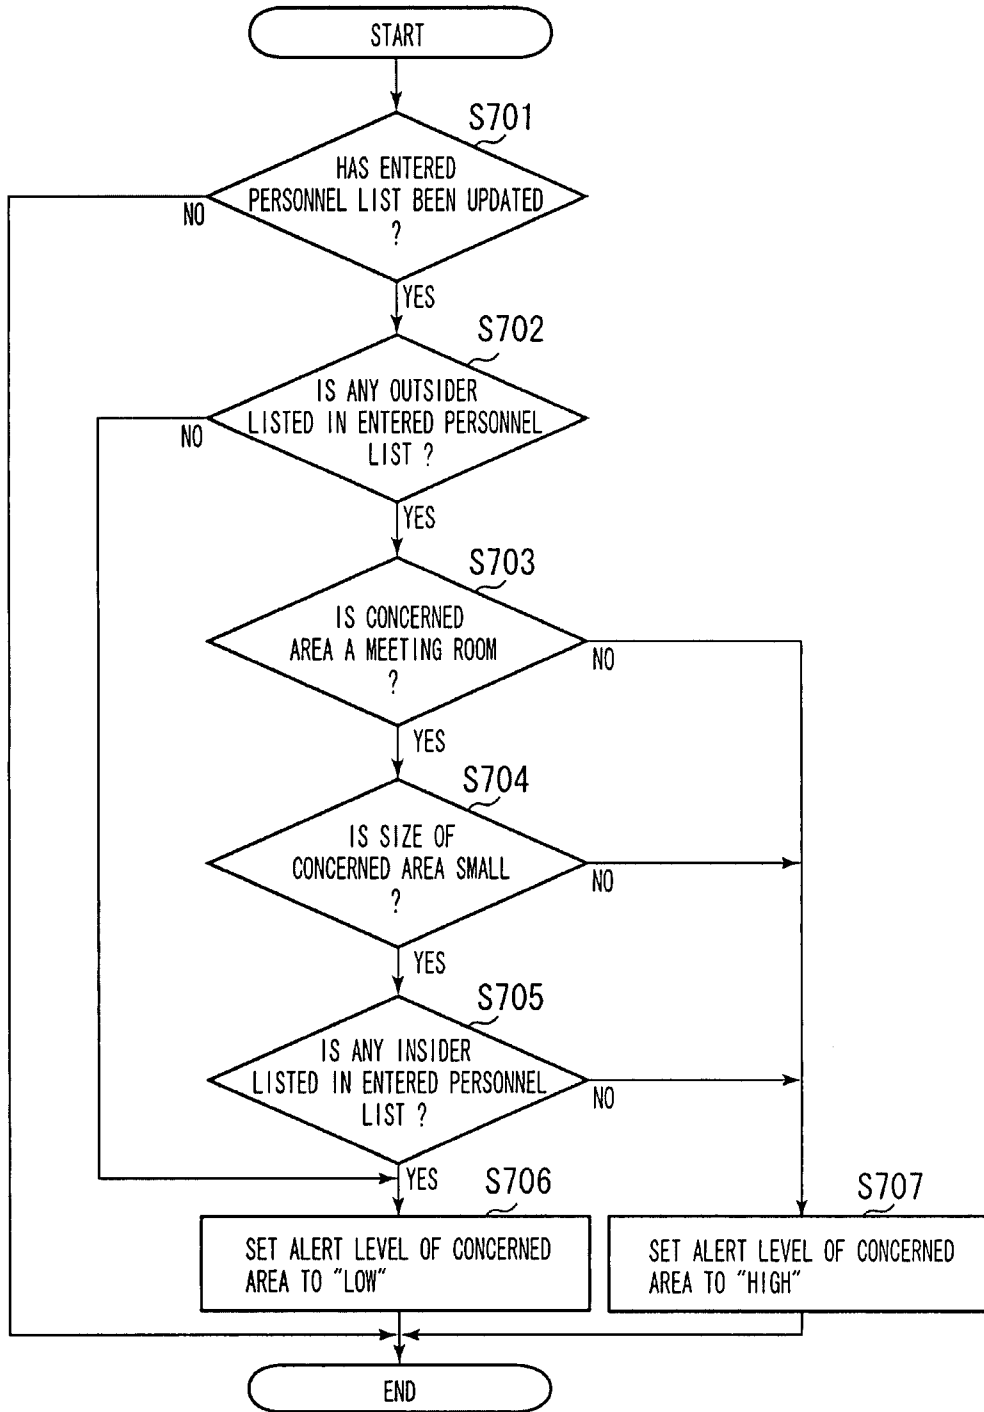 START
S701
HAS ENTERED
PERSONNEL LIST BEEN UPDATED
?
NO
YES
S702
IS ANY OUTSIDER
LISTED IN ENTERED PERSONNEL
LIST ?
NO
YES
S703
IS CONCERNED
AREA A MEETING ROOM
?
NO
YES
S704
IS SIZE OF
CONCERNED AREA SMALL
?
NO
YES
S705
IS ANY INSIDER
LISTED IN ENTERED PERSONNEL
LIST ?
NO
YES
S706
SET ALERT LEVEL OF CONCERNED
AREA TO "LOW"
S707
SET ALERT LEVEL OF CONCERNED
AREA TO "HIGH"
END